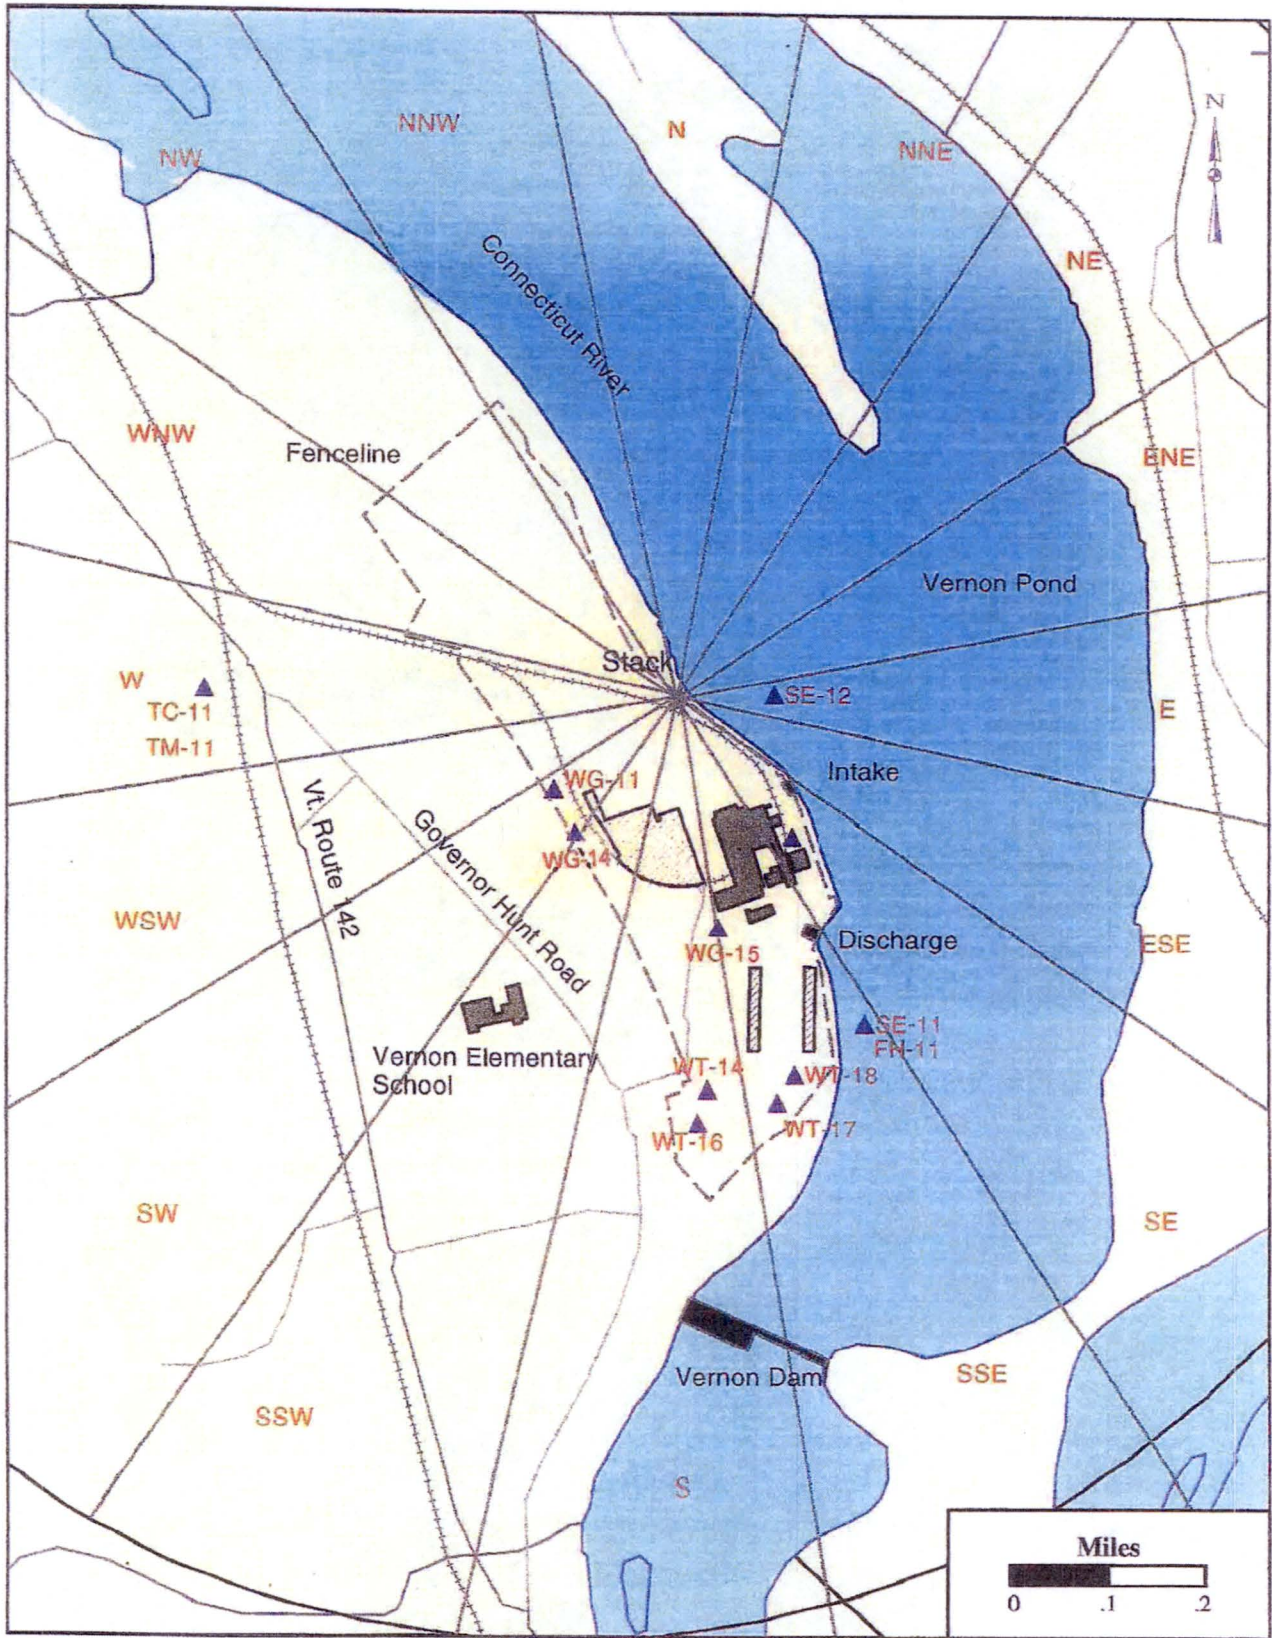 NNW
N
NW
NNE
N
NE
Connecticut River
WNW
Fenceline
ENE
Vernon Pond
Stack
W
SE-12
E
TC-11
TM-11
Intake
WG-11
Vt. Route 142
Governor Hunt Road
WG-14
WSW
WG-15
Discharge
ESE
SE-11
FH-11
Vernon Elementary
School
WT-14
WT-18
WT-16
WT-17
SW
SE
Vernon Dam
SSE
SSW
S
Miles
0 .1 .2